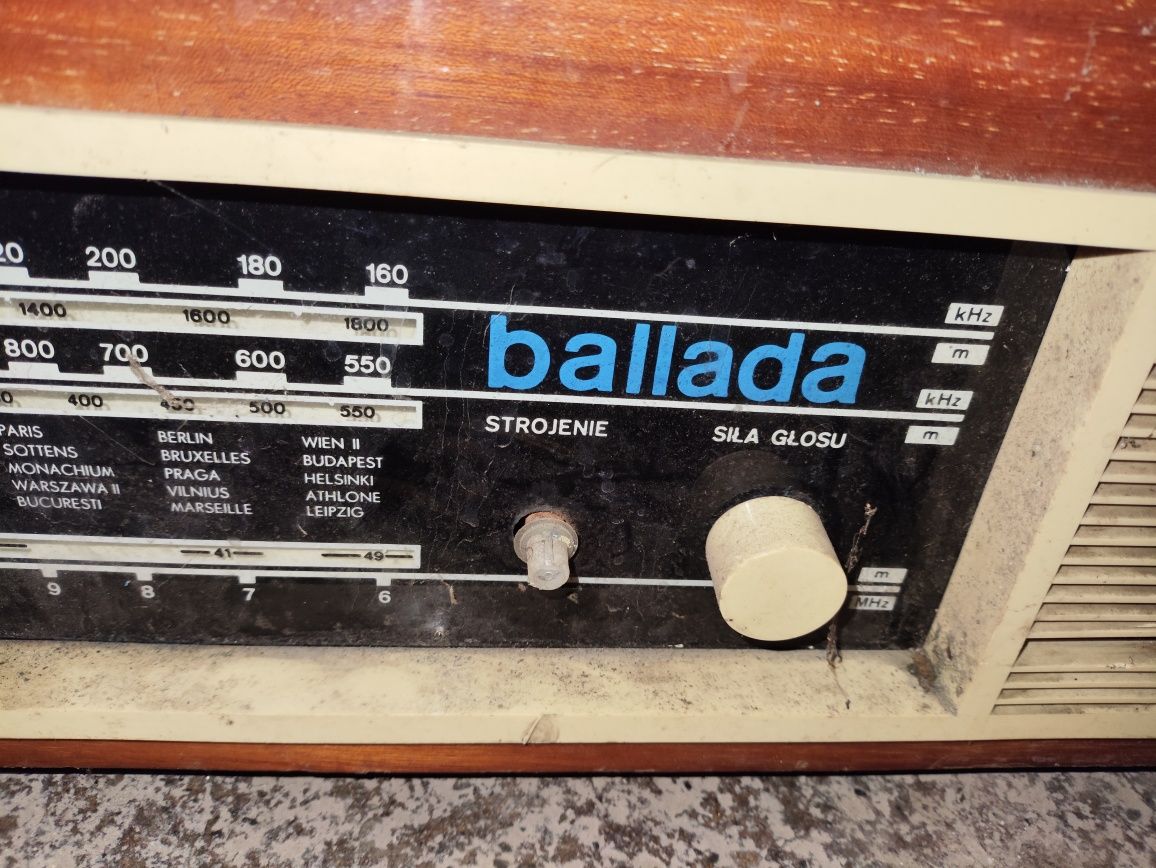 200 180 160
1400 1600 1800 kHz
ballada
m
800 700 600 550
kHz
400 450 500 550
m
STROJENIE SIŁA GŁOSU
PARIS BERLIN WIEN II
SOTTENS BRUXELLES BUDAPEST
MONACHIUM PRAGA HELSINKI
WARSZAWA II VILNIUS ATHLONE
BUCURESTI MARSEILLE LEIPZIG
41 49
m
9 8 7 6
MHz